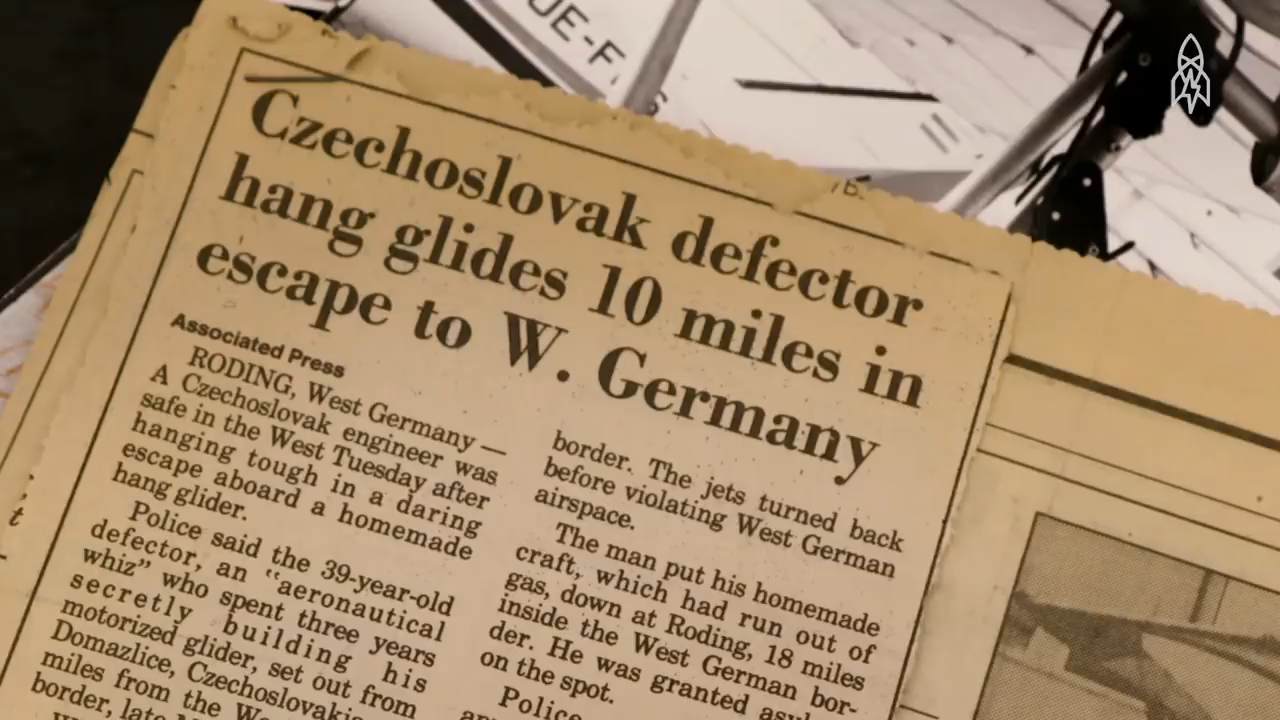 UE-F
Czechoslovak defector
hang glides 10 miles in
escape to W. Germany
Associated Press
RODING, West Germany —
A Czechoslovak engineer was
safe in the West Tuesday after
hanging tough in a daring
escape aboard a homemade
hang glider.
Police said the 39-year-old
defector, an "aeronautical
whiz" who spent three years
secretly building his
motorized glider, set out from
Domazlice, Czechoslovakia
miles from the
border, late
border. The jets turned back
before violating West German
airspace.
The man put his homemade
craft, which had run out of
gas, down at Roding, 18 miles
inside the West German bor-
der. He was granted
on the spot.
Police
t